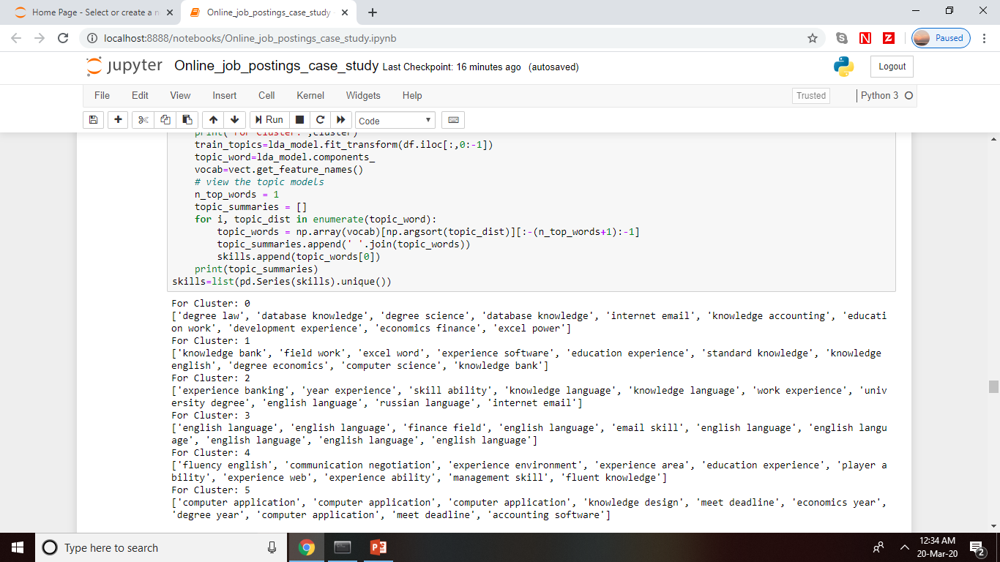 Home Page - Select or create a n
Online_job_postings_case_study
localhost:8888/notebooks/Online_job_postings_case_study.ipynb
Paused
jupyter Online_job_postings_case_study Last Checkpoint: 16 minutes ago (autosaved)
Logout
File Edit View Insert Cell Kernel Widgets Help
Trusted
Python 3
Run
Code
print("For Cluster: ",cluster)
train_topics=lda_model.fit_transform(df.iloc[:,0:-1])
topic_word=lda_model.components_
vocab=vect.get_feature_names()
# view the topic models
n_top_words = 1
topic_summaries = []
for i, topic_dist in enumerate(topic_word):
topic_words = np.array(vocab)[np.argsort(topic_dist)][:-(n_top_words+1):-1]
topic_summaries.append(' '.join(topic_words))
skills.append(topic_words[0])
print(topic_summaries)
skills=list(pd.Series(skills).unique())
For Cluster: 0
['degree law', 'database knowledge', 'degree science', 'database knowledge', 'internet email', 'knowledge accounting', 'educati
on work', 'development experience', 'economics finance', 'excel power']
For Cluster: 1
['knowledge bank', 'field work', 'excel word', 'experience software', 'education experience', 'standard knowledge', 'knowledge
english', 'degree economics', 'computer science', 'knowledge bank']
For Cluster: 2
['experience banking', 'year experience', 'skill ability', 'knowledge language', 'knowledge language', 'work experience', 'univ
ersity degree', 'english language', 'russian language', 'internet email']
For Cluster: 3
['english language', 'english language', 'finance field', 'english language', 'email skill', 'english language', 'english langu
age', 'english language', 'english language', 'english language']
For Cluster: 4
['fluency english', 'communication negotiation', 'experience environment', 'experience area', 'education experience', 'player a
bility', 'experience web', 'experience ability', 'management skill', 'fluent knowledge']
For Cluster: 5
['computer application', 'computer application', 'computer application', 'knowledge design', 'meet deadline', 'economics year',
'degree year', 'computer application', 'meet deadline', 'accounting software']
Type here to search
12:34 AM
20-Mar-20
2